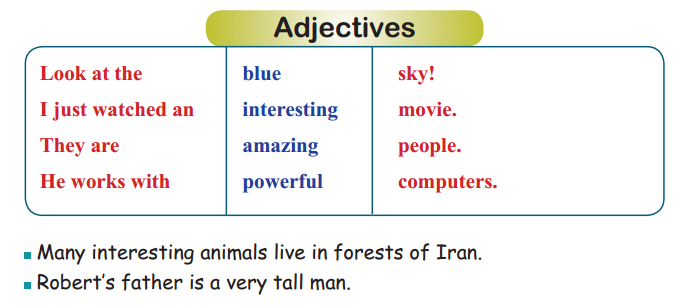 Adjectives
Look at the blue sky!
I just watched an interesting movie.
They are amazing people.
He works with powerful computers.
Many interesting animals live in forests of Iran.
Robert's father is a very tall man.